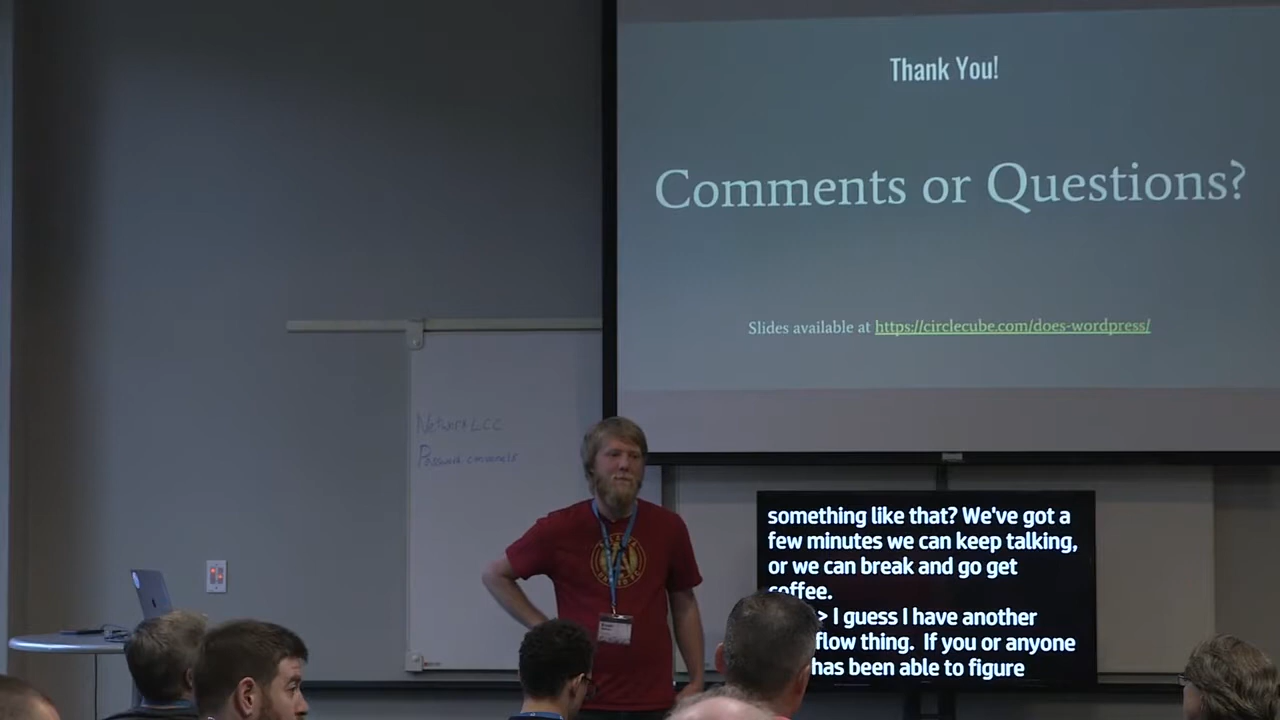 Thank You!
Comments or Questions?
Slides available at https://circlecube.com/does-wordpress/
Password
something like that? We've got a
few minutes we can keep talking,
or we can break and go get
coffee.
> I guess I have another
flow thing. If you or anyone
has been able to figure